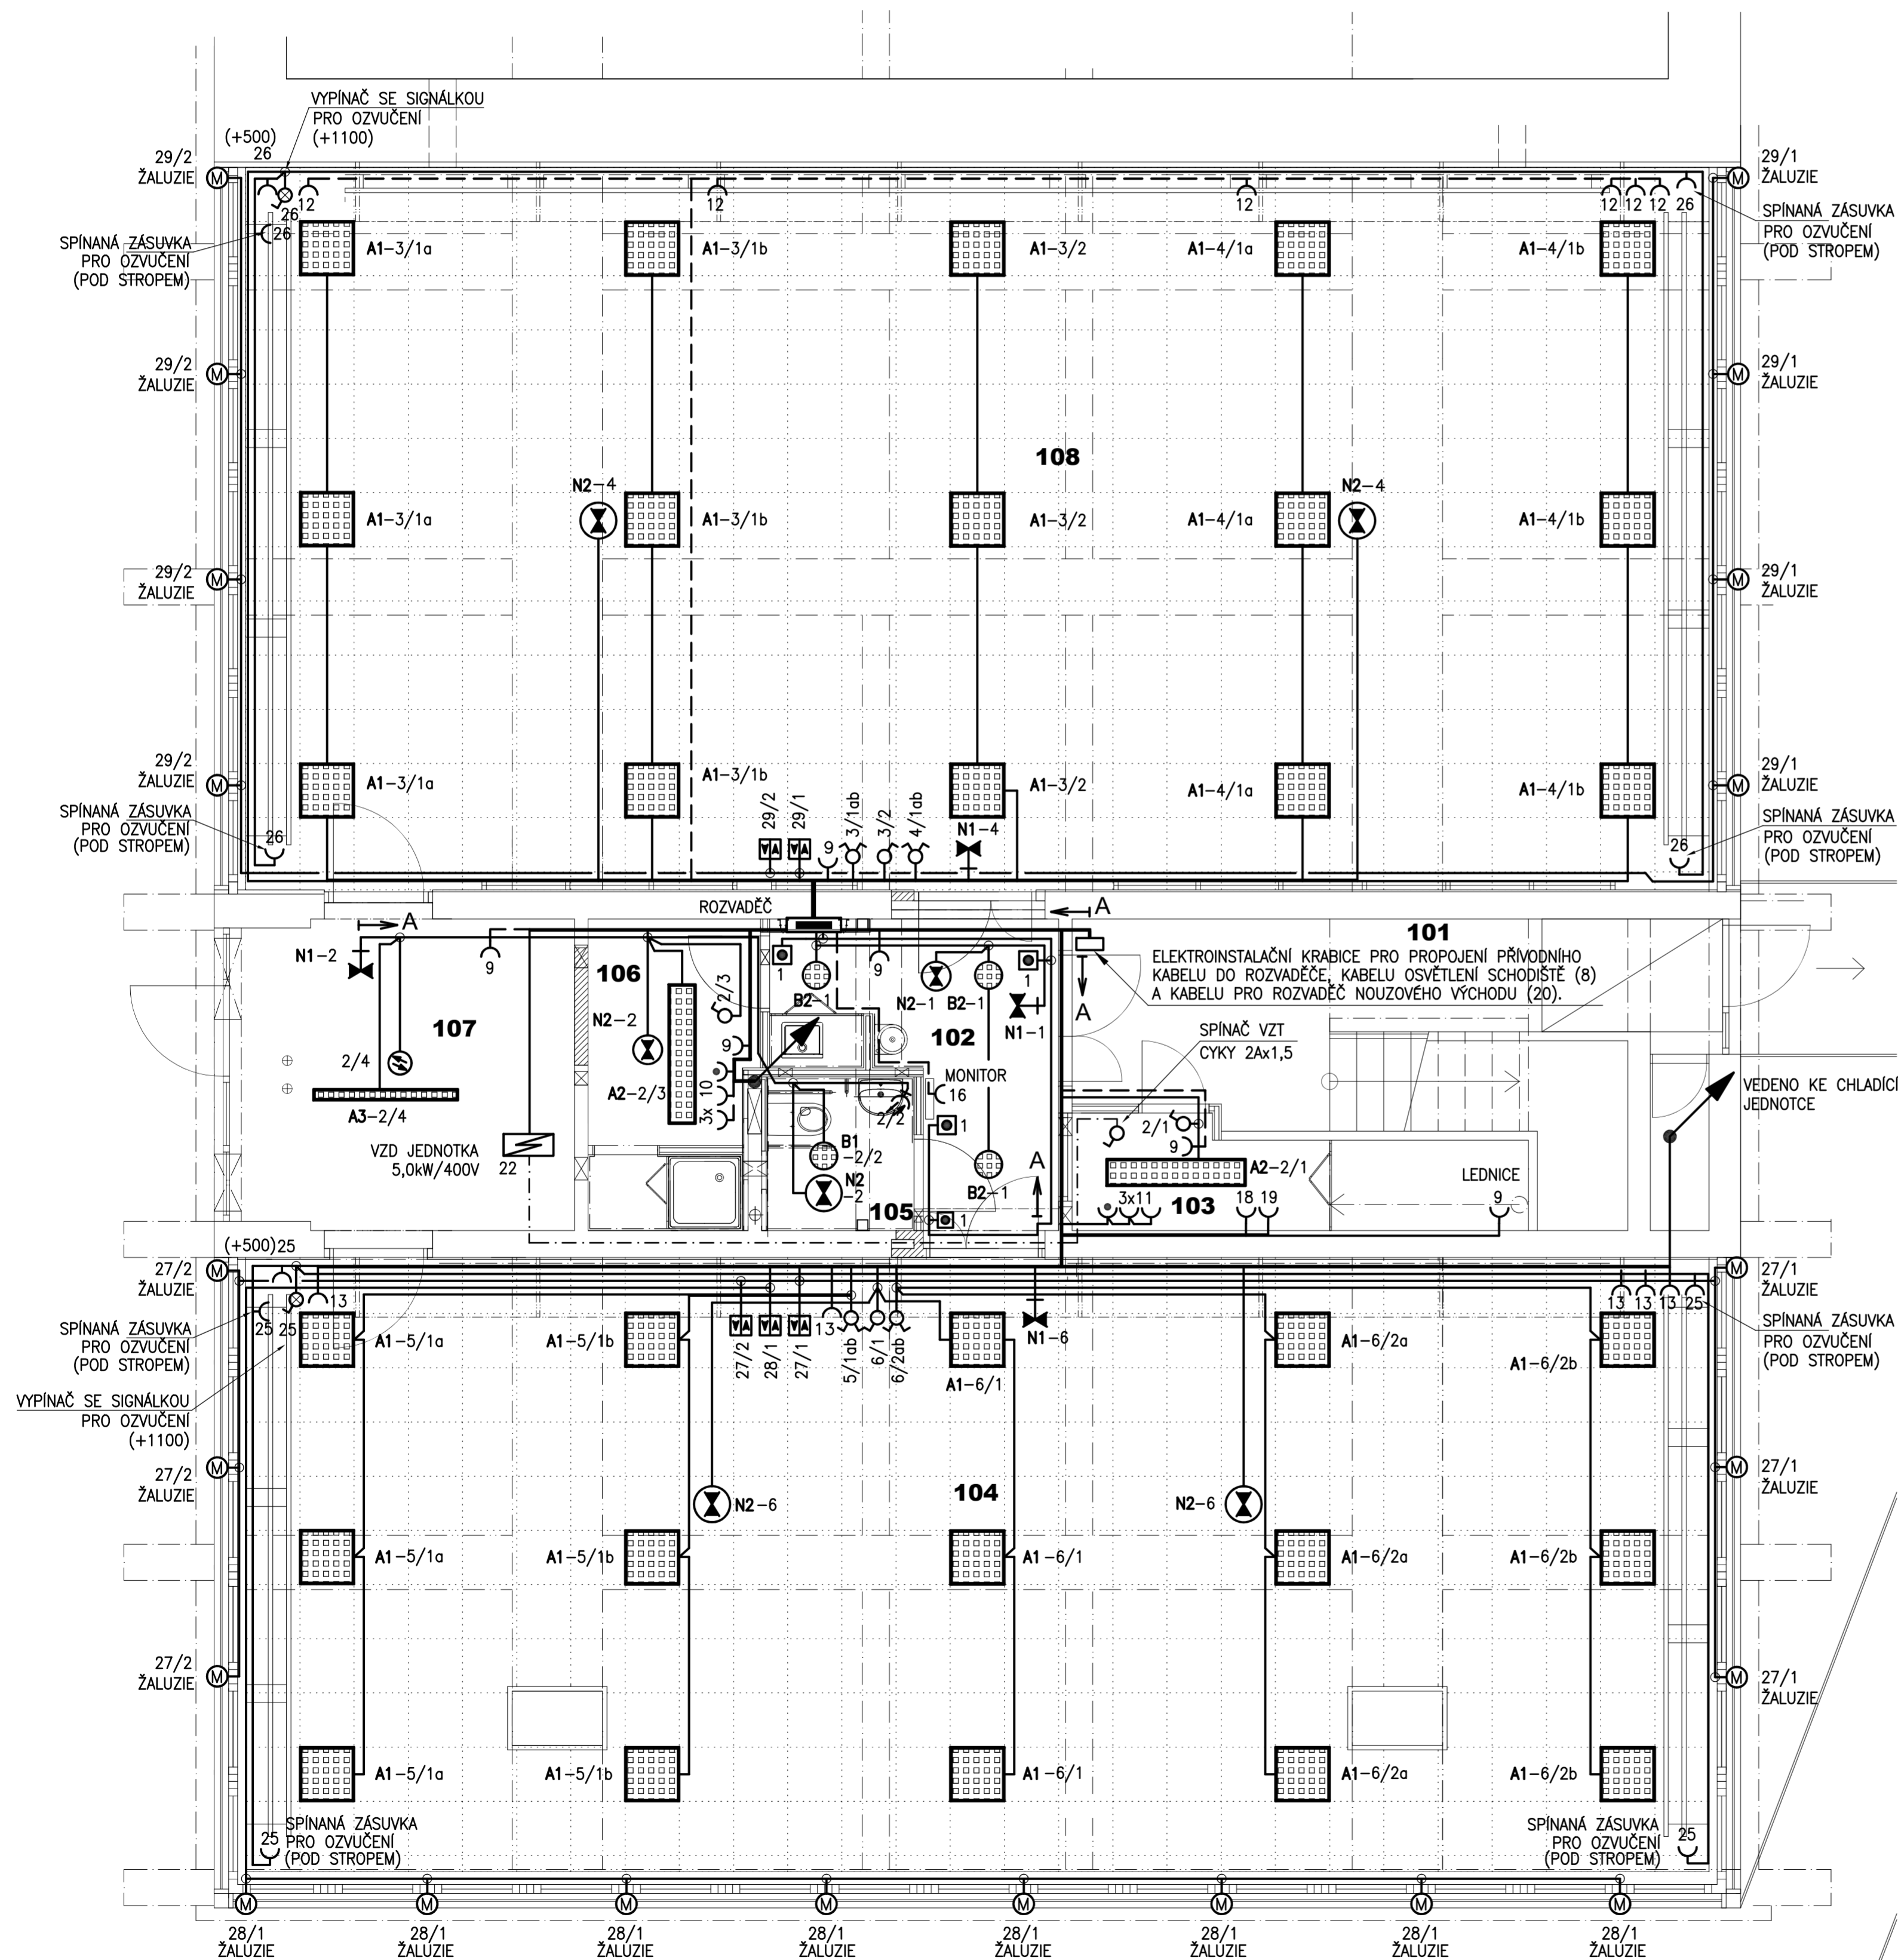 VYPÍNAČ SE SIGNÁLKOU
PRO OZVUČENÍ
(+1100)
(+500)
26
29/2
ŽALUZIE
M
26
12
12
12
12
12
12
26
M
29/1
ŽALUZIE
SPÍNANÁ ZÁSUVKA
PRO OZVUČENÍ
(POD STROPEM)
26
SPÍNANÁ ZÁSUVKA
PRO OZVUČENÍ
(POD STROPEM)
A1-3/1a
A1-3/1b
A1-3/2
A1-4/1a
A1-4/1b
29/2
ŽALUZIE
M
M
29/1
ŽALUZIE
108
N2-4
N2-4
A1-3/1a
A1-3/1b
A1-3/2
A1-4/1a
A1-4/1b
29/2
ŽALUZIE
M
M
29/1
ŽALUZIE
29/2
ŽALUZIE
M
M
29/1
ŽALUZIE
A1-3/1a
A1-3/1b
A1-3/2
A1-4/1a
A1-4/1b
SPÍNANÁ ZÁSUVKA
PRO OZVUČENÍ
(POD STROPEM)
26
29/2
29/1
9
3/1ab
3/2
4/1ab
N1-4
26
SPÍNANÁ ZÁSUVKA
PRO OZVUČENÍ
(POD STROPEM)
ROZVADĚČ
A
A
101
N1-2
9
106
1
B2-1
9
N2-1
B2-1
1
N1-1
A
ELEKTROINSTALAČNÍ KRABICE PRO PROPOJENÍ PŘÍVODNÍHO
KABELU DO ROZVADĚČE, KABELU OSVĚTLENÍ SCHODIŠTĚ (8)
A KABELU PRO ROZVADĚČ NOUZOVÉHO VÝCHODU (20).
107
N2-2
2/3
9
102
SPÍNAČ VZT
CYKY 2Ax1,5
2/4
A3-2/4
A2-2/3
3x 10
MONITOR
16
2/2
1
2/1
9
VEDENO KE CHLADÍCÍ
JEDNOTCE
VZD JEDNOTKA
5,0kW/400V
22
B1
-2/2
N2
-2
105
B2-1
A
1
A2-2/1
LEDNICE
3x11
103
18
19
9
(+500)
25
27/2
ŽALUZIE
M
13
25
25
13
13
13
25
M
27/1
ŽALUZIE
SPÍNANÁ ZÁSUVKA
PRO OZVUČENÍ
(POD STROPEM)
A1-5/1a
A1-5/1b
27/2
28/1
27/1
13
5/1ab
6/1
6/2ab
A1-6/1
N1-6
A1-6/2a
A1-6/2b
SPÍNANÁ ZÁSUVKA
PRO OZVUČENÍ
(POD STROPEM)
VYPÍNAČ SE SIGNÁLKOU
PRO OZVUČENÍ
(+1100)
27/2
ŽALUZIE
M
M
27/1
ŽALUZIE
N2-6
104
N2-6
A1-5/1a
A1-5/1b
A1-6/1
A1-6/2a
A1-6/2b
27/2
ŽALUZIE
M
M
27/1
ŽALUZIE
A1-5/1a
A1-5/1b
A1-6/1
A1-6/2a
A1-6/2b
25
SPÍNANÁ ZÁSUVKA
PRO OZVUČENÍ
(POD STROPEM)
SPÍNANÁ ZÁSUVKA
PRO OZVUČENÍ
(POD STROPEM)
25
M
M
M
M
M
M
M
M
28/1
ŽALUZIE
28/1
ŽALUZIE
28/1
ŽALUZIE
28/1
ŽALUZIE
28/1
ŽALUZIE
28/1
ŽALUZIE
28/1
ŽALUZIE
28/1
ŽALUZIE